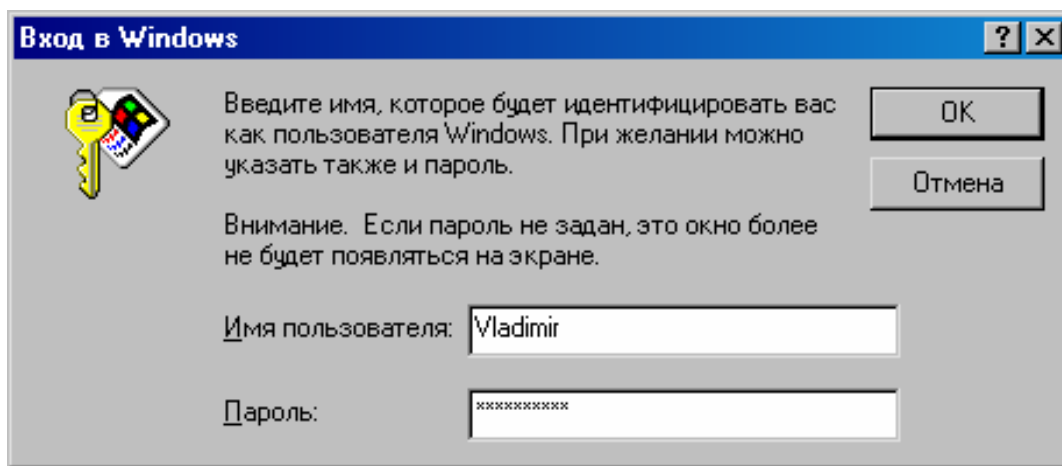 Вход в Windows
Введите имя, которое будет идентифицировать вас
как пользователя Windows. При желании можно
указать также и пароль.
OK
Отмена
Внимание.  Если пароль не задан, это окно более
не будет появляться на экране.
Имя пользователя: Vladimir
Пароль: **********